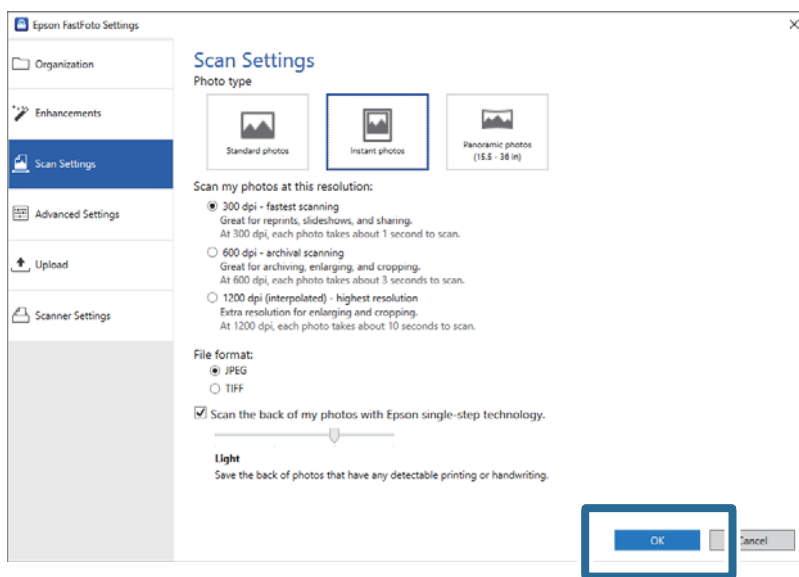 Epson FastFoto Settings
Organization
Enhancements
Scan Settings
Advanced Settings
Upload
Scanner Settings
Scan Settings
Photo type
Standard photos
Instant photos
Panoramic photos
(15.5 - 36 in)
Scan my photos at this resolution:
300 dpi - fastest scanning
Great for reprints, slideshows, and sharing.
At 300 dpi, each photo takes about 1 second to scan.
600 dpi - archival scanning
Great for archiving, enlarging, and cropping.
At 600 dpi, each photo takes about 3 seconds to scan.
1200 dpi (interpolated) - highest resolution
Extra resolution for enlarging and cropping.
At 1200 dpi, each photo takes about 10 seconds to scan.
File format:
JPEG
TIFF
Scan the back of my photos with Epson single-step technology.
Light
Save the back of photos that have any detectable printing or handwriting.
OK
Cancel